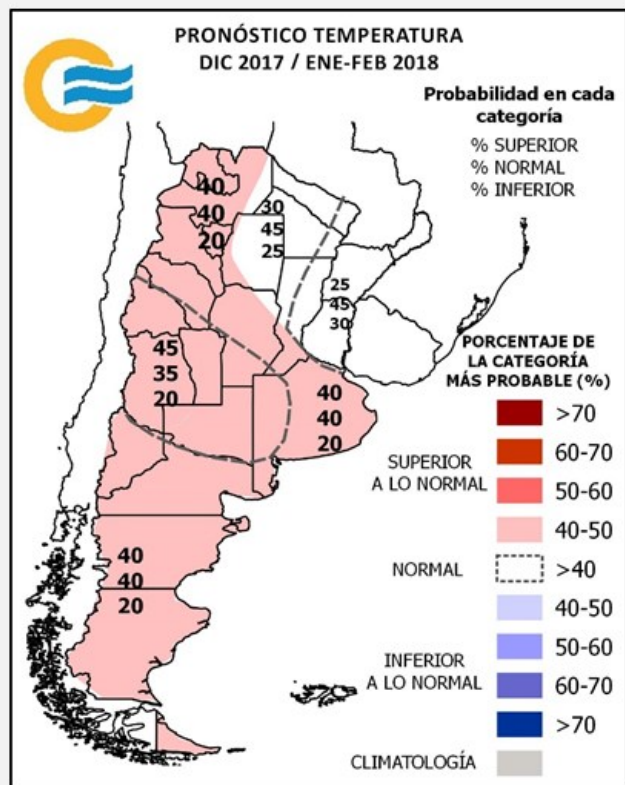 PRONÓSTICO TEMPERATURA
DIC 2017 / ENE-FEB 2018
Probabilidad en cada
categoría
% SUPERIOR
% NORMAL
% INFERIOR
40
40
20
30
45
25
25
45
30
45
35
20
40
40
20
40
40
20
PORCENTAJE DE
LA CATEGORÍA
MÁS PROBABLE (%)
SUPERIOR
A LO NORMAL
>70
60-70
50-60
40-50
NORMAL
>40
INFERIOR
A LO NORMAL
40-50
50-60
60-70
>70
CLIMATOLOGÍA